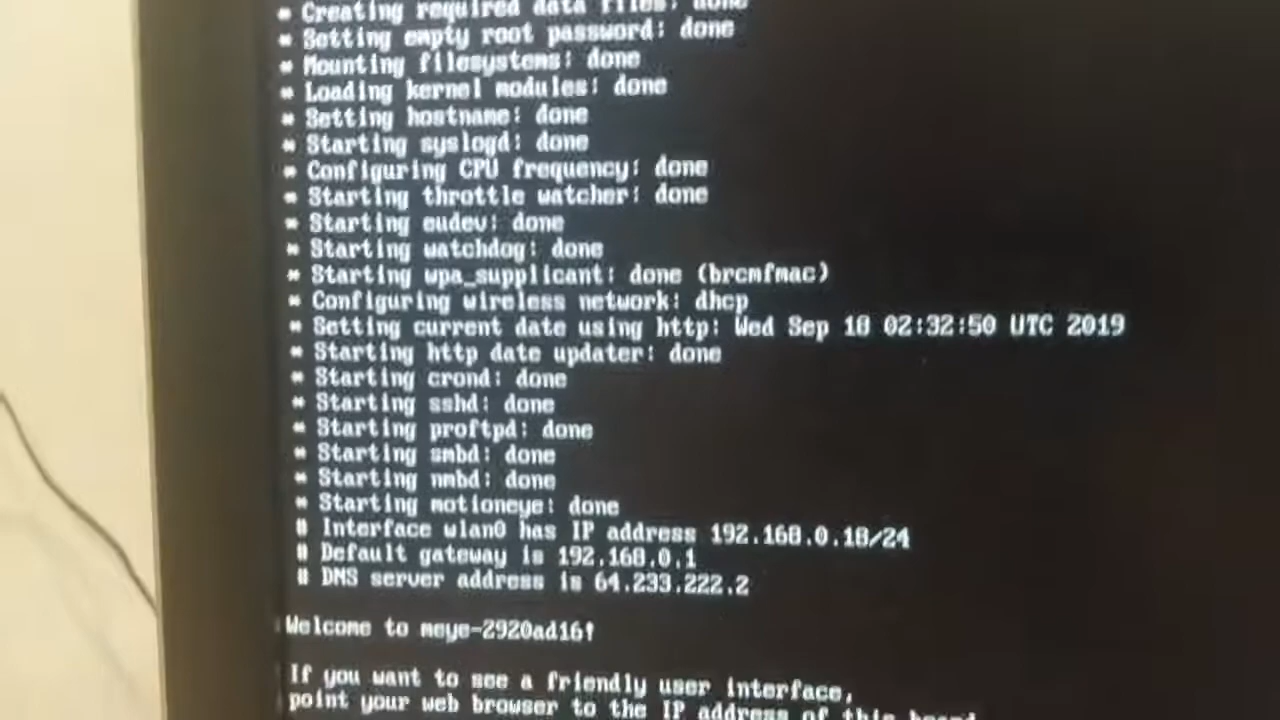 * Creating required data files: done
* Setting empty root password: done
* Mounting filesystems: done
* Loading kernel modules: done
* Setting hostname: done
* Starting syslogd: done
* Configuring CPU frequency: done
* Starting throttle watcher: done
* Starting eudev: done
* Starting watchdog: done
* Starting wpa_supplicant: done (brcmfmac)
* Configuring wireless network: dhcp
* Setting current date using http: Wed Sep 18 02:32:50 UTC 2019
* Starting http date updater: done
* Starting crond: done
* Starting sshd: done
* Starting proftpd: done
* Starting smbd: done
* Starting nmbd: done
* Starting motioneye: done
# Interface wlan0 has IP address 192.168.0.18/24
# Default gateway is 192.168.0.1
# DNS server address is 64.233.222.2
Welcome to meye-2920ad16!
If you want to see a friendly user interface,
point your web browser to the IP address of this board